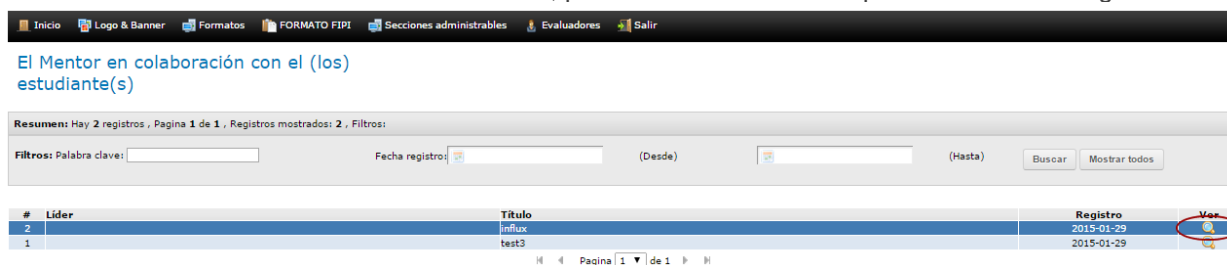 Inicio Logo & Banner Formatos FORMATO FIPI Secciones administrables Evaluadores Salir
El Mentor en colaboración con el (los)
estudiante(s)
Resumen: Hay 2 registros , Pagina 1 de 1 , Registros mostrados: 2 , Filtros:
Filtros: Palabra clave: Fecha registro: (Desde) (Hasta) Buscar Mostrar todos
# Líder Título Registro Ver
2 influx 2015-01-29
1 test3 2015-01-29
Pagina 1 de 1